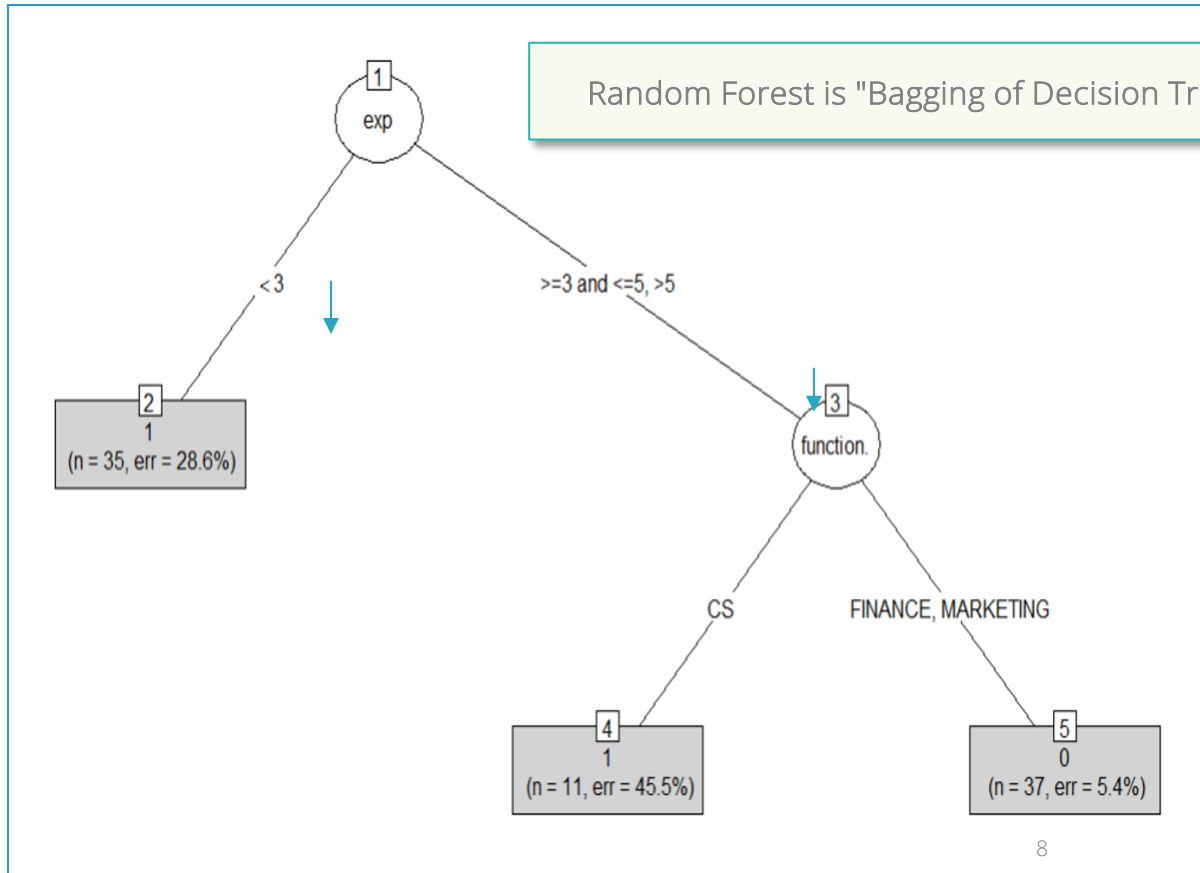 1
exp
Random Forest is "Bagging of Decision Tr
<3
>=3 and <=5, >5
2
1
(n = 35, err = 28.6%)
3
function.
CS
FINANCE, MARKETING
4
1
(n = 11, err = 45.5%)
5
0
(n = 37, err = 5.4%)
8